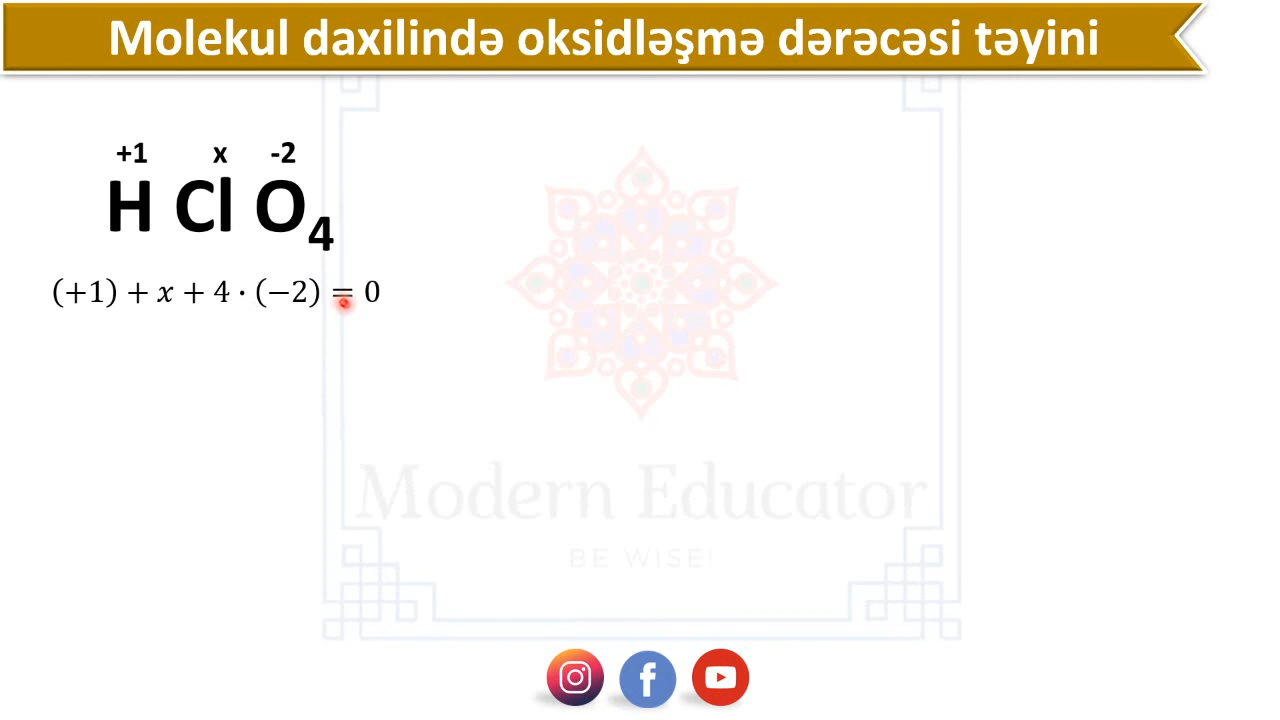 Molekul daxilində oksidləşmə dərəcəsi təyini
+1 x -2
H Cl O₄
(+1) + x + 4 · (−2) = 0
Modern Educator
BE WISE!